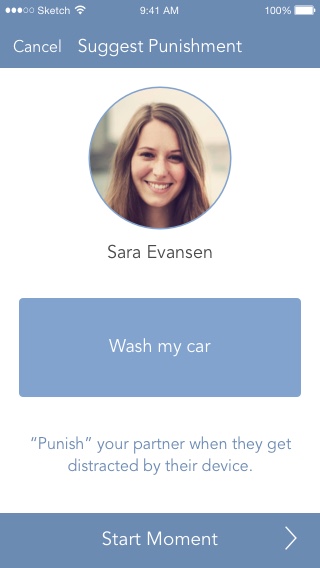 Sketch 9:41 AM 100%
Cancel Suggest Punishment
Sara Evansen
Wash my car
“Punish” your partner when they get
distracted by their device.
Start Moment